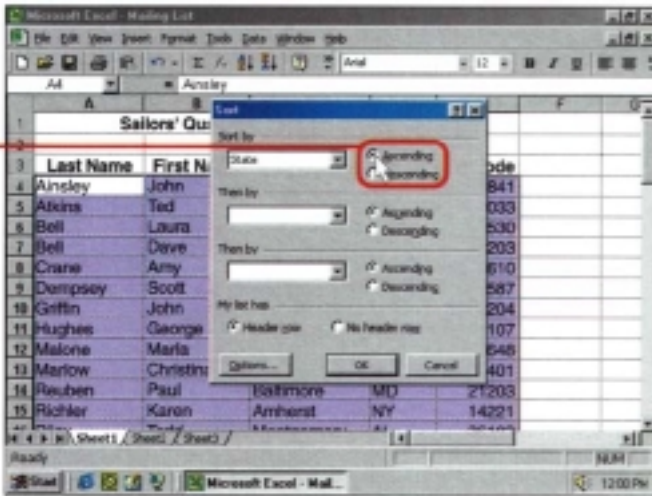 Microsoft Excel - Mailing List
File Edit View Insert Format Tools Data Window Help
Arial 12 B I U
A4 = Ainsley
A B F G
1 Sailors' Qu
2
3 Last Name First N ode
4 Ainsley John 841
5 Atkins Ted 033
6 Bell Laura 530
7 Bell Dave 203
8 Crane Amy 610
9 Dempsey Scott 587
10 Griffin John 204
11 Hughes George 107
12 Malone Marla 648
13 Marlow Christina 401
14 Reuben Paul Baltimore MD 21203
15 Richler Karen Amherst NY 14221
Sort
Sort by
State Ascending
Descending
Then by
Ascending
Descending
Then by
Ascending
Descending
My list has
Header row No header row
Options... OK Cancel
Sheet1 Sheet2 Sheet3
Ready NUM
Start Microsoft Excel - Mail... 12:00 PM